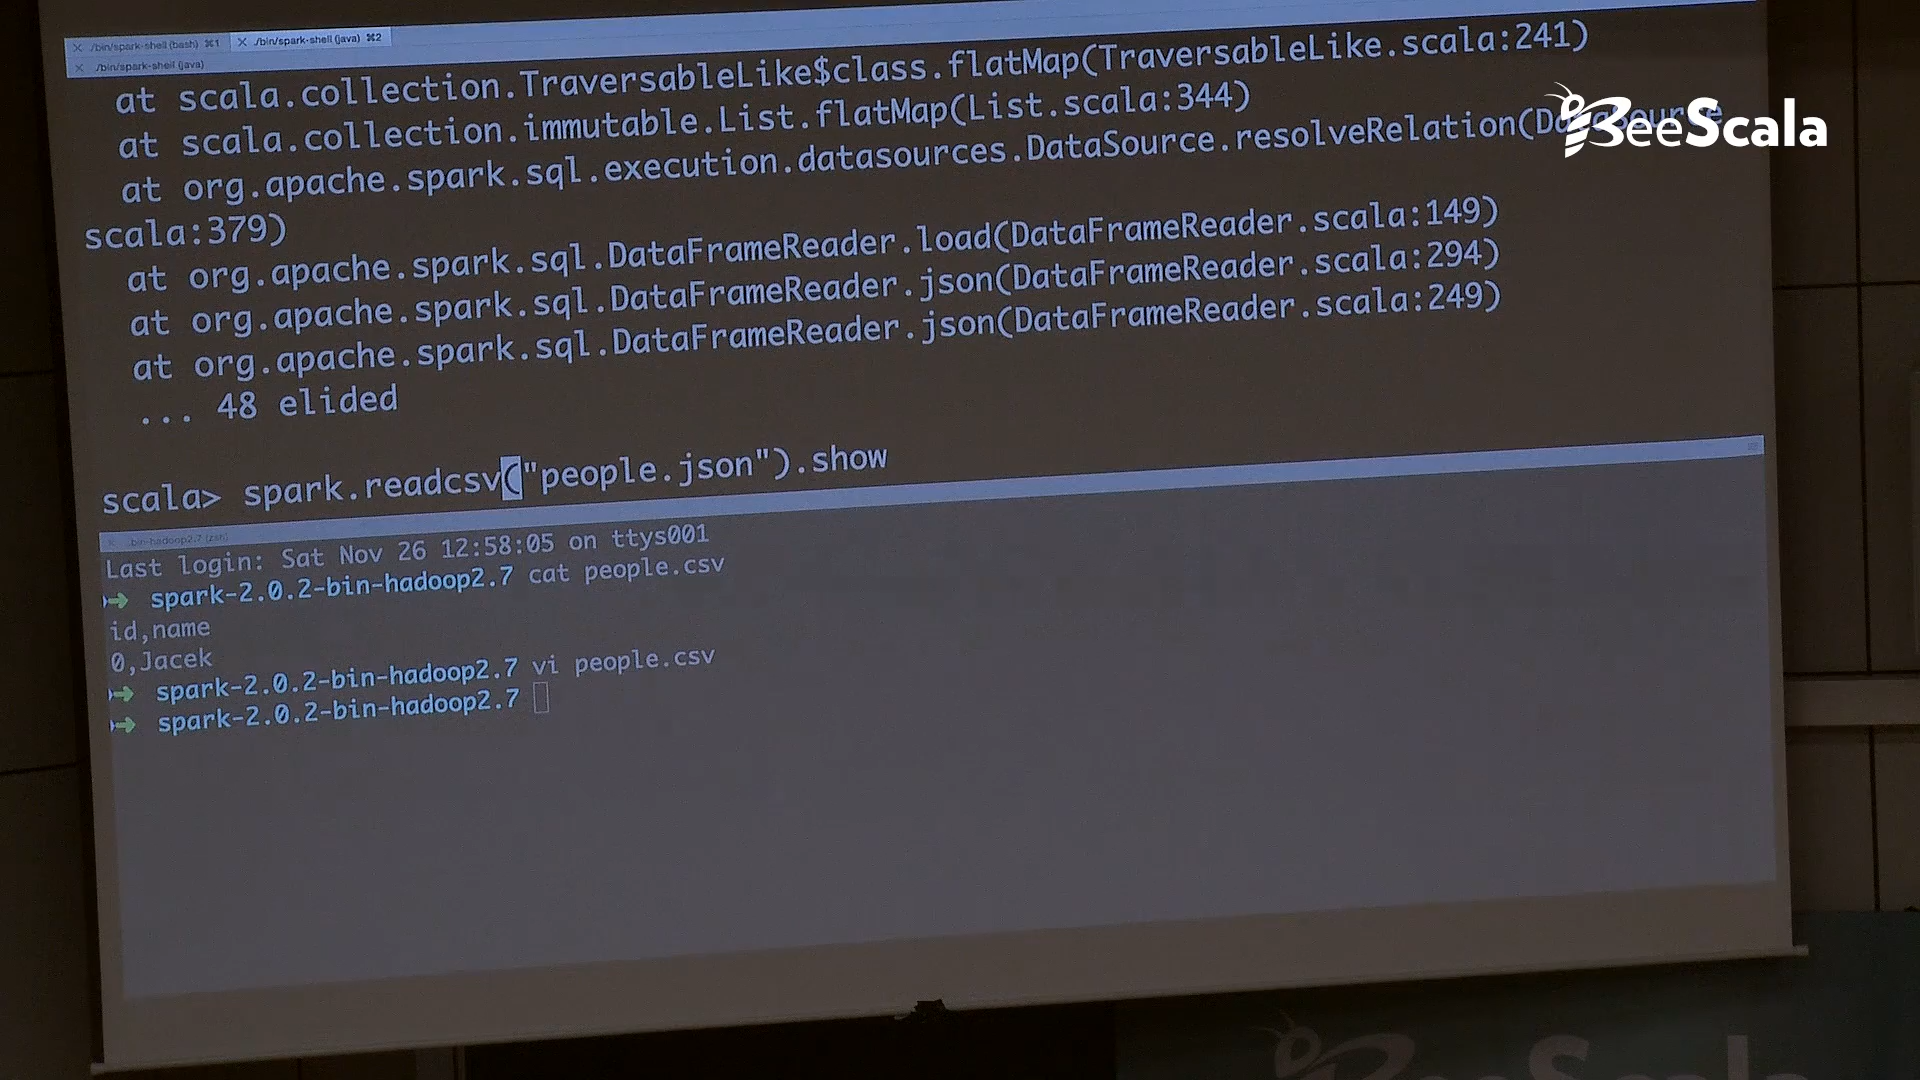 ./bin/spark-shell (bash) ⌘1
./bin/spark-shell (java) ⌘2
./bin/spark-shell (java)
at scala.collection.TraversableLike$class.flatMap(TraversableLike.scala:241)
at scala.collection.immutable.List.flatMap(List.scala:344)
at org.apache.spark.sql.execution.datasources.DataSource.resolveRelation(DataSource.
scala:379)
at org.apache.spark.sql.DataFrameReader.load(DataFrameReader.scala:149)
at org.apache.spark.sql.DataFrameReader.json(DataFrameReader.scala:294)
at org.apache.spark.sql.DataFrameReader.json(DataFrameReader.scala:249)
... 48 elided
scala> spark.readcsv("people.json").show
..bin-hadoop2.7 (zsh)
Last login: Sat Nov 26 12:58:05 on ttys001
➜ spark-2.0.2-bin-hadoop2.7 cat people.csv
id,name
0,Jacek
➜ spark-2.0.2-bin-hadoop2.7 vi people.csv
➜ spark-2.0.2-bin-hadoop2.7
BeeScala
BeeScala